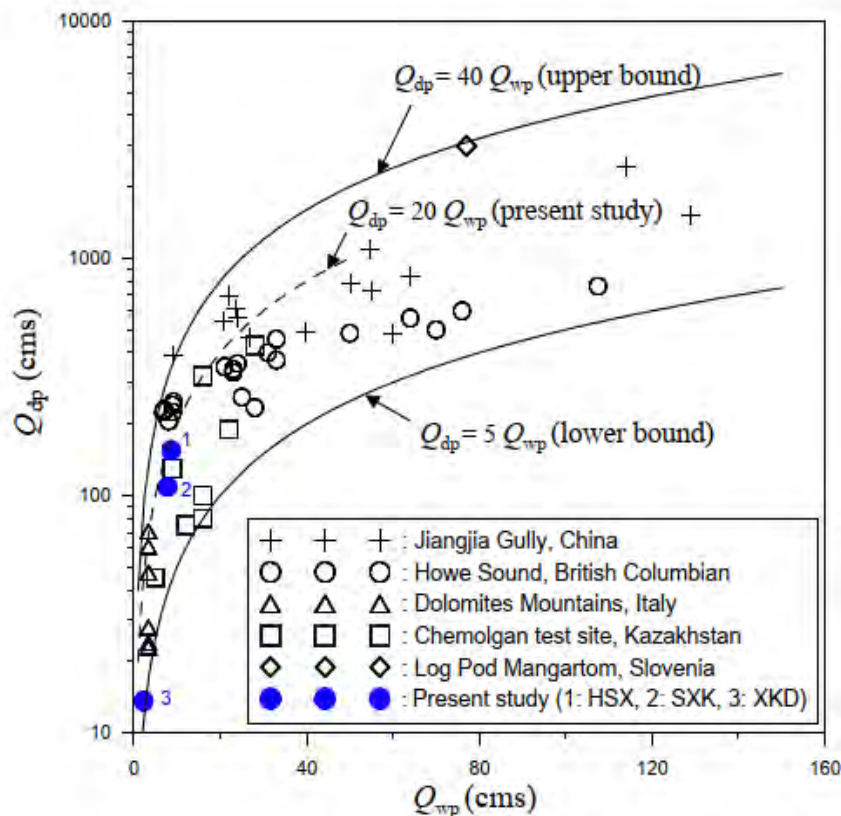 10000
Qdp = 40 Qwp (upper bound)
Qdp = 20 Qwp (present study)
1000
Qdp (cms)
Qdp = 5 Qwp (lower bound)
1
2
100
+ + + : Jiangjia Gully, China
○ ○ ○ : Howe Sound, British Columbian
△ △ △ : Dolomites Mountains, Italy
□ □ □ : Chemolgan test site, Kazakhstan
◇ ◇ ◇ : Log Pod Mangartom, Slovenia
● ● ● : Present study (1: HSX, 2: SXK, 3: XKD)
3
10
0 40 80 120 160
Qwp (cms)